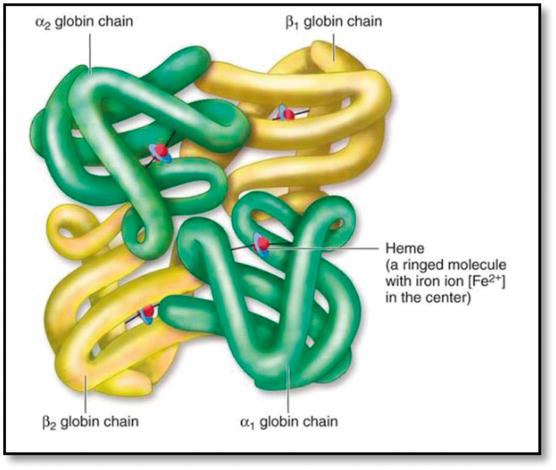 α₂ globin chain
β₁ globin chain
Heme
(a ringed molecule
with iron ion [Fe²⁺]
in the center)
β₂ globin chain
α₁ globin chain